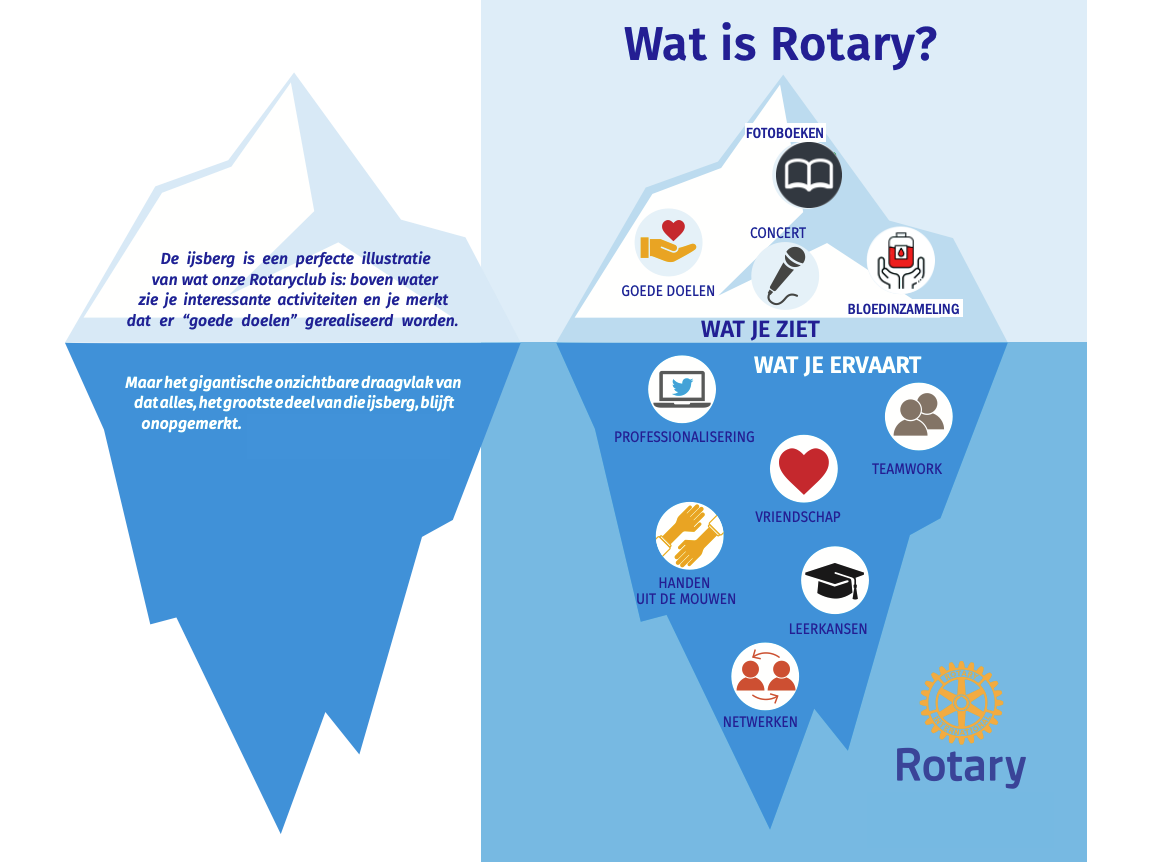 Wat is Rotary?
De ijsberg is een perfecte illustratie
van wat onze Rotaryclub is: boven water
zie je interessante activiteiten en je merkt
dat er “goede doelen” gerealiseerd worden.
Maar het gigantische onzichtbare draagvlak van
dat alles, het grootste deel van die ijsberg, blijft
onopgemerkt.
FOTOBOEKEN
CONCERT
GOEDE DOELEN
BLOEDINZAMELING
WAT JE ZIET
WAT JE ERVAART
PROFESSIONALISERING
TEAMWORK
VRIENDSCHAP
HANDEN
UIT DE MOUWEN
LEERKANSEN
NETWERKEN
Rotary